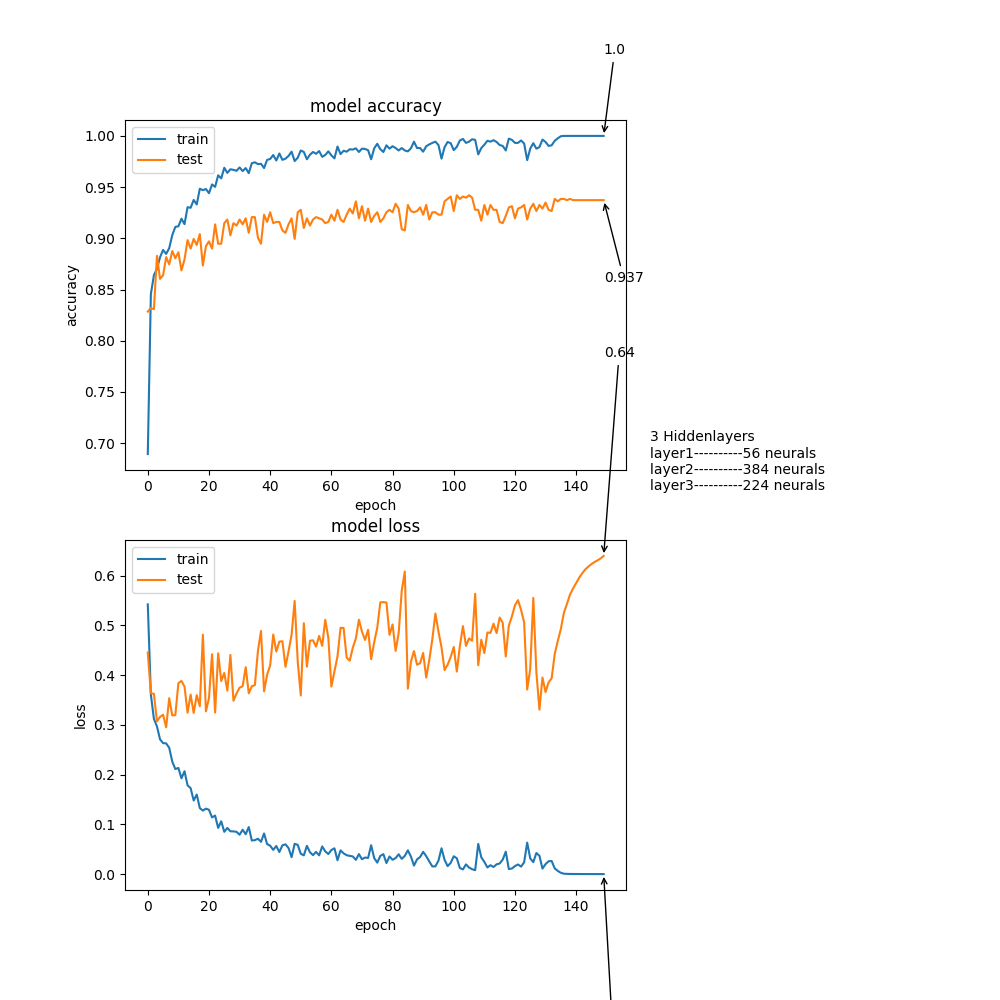 1.0
model accuracy
train
test
1.00
0.95
0.90
0.85
0.80
0.75
0.70
accuracy
0 20 40 60 80 100 120 140
epoch
0.937
0.64
3 Hiddenlayers
layer1----------56 neurals
layer2----------384 neurals
layer3----------224 neurals
model loss
train
test
0.6
0.5
0.4
0.3
0.2
0.1
0.0
loss
0 20 40 60 80 100 120 140
epoch